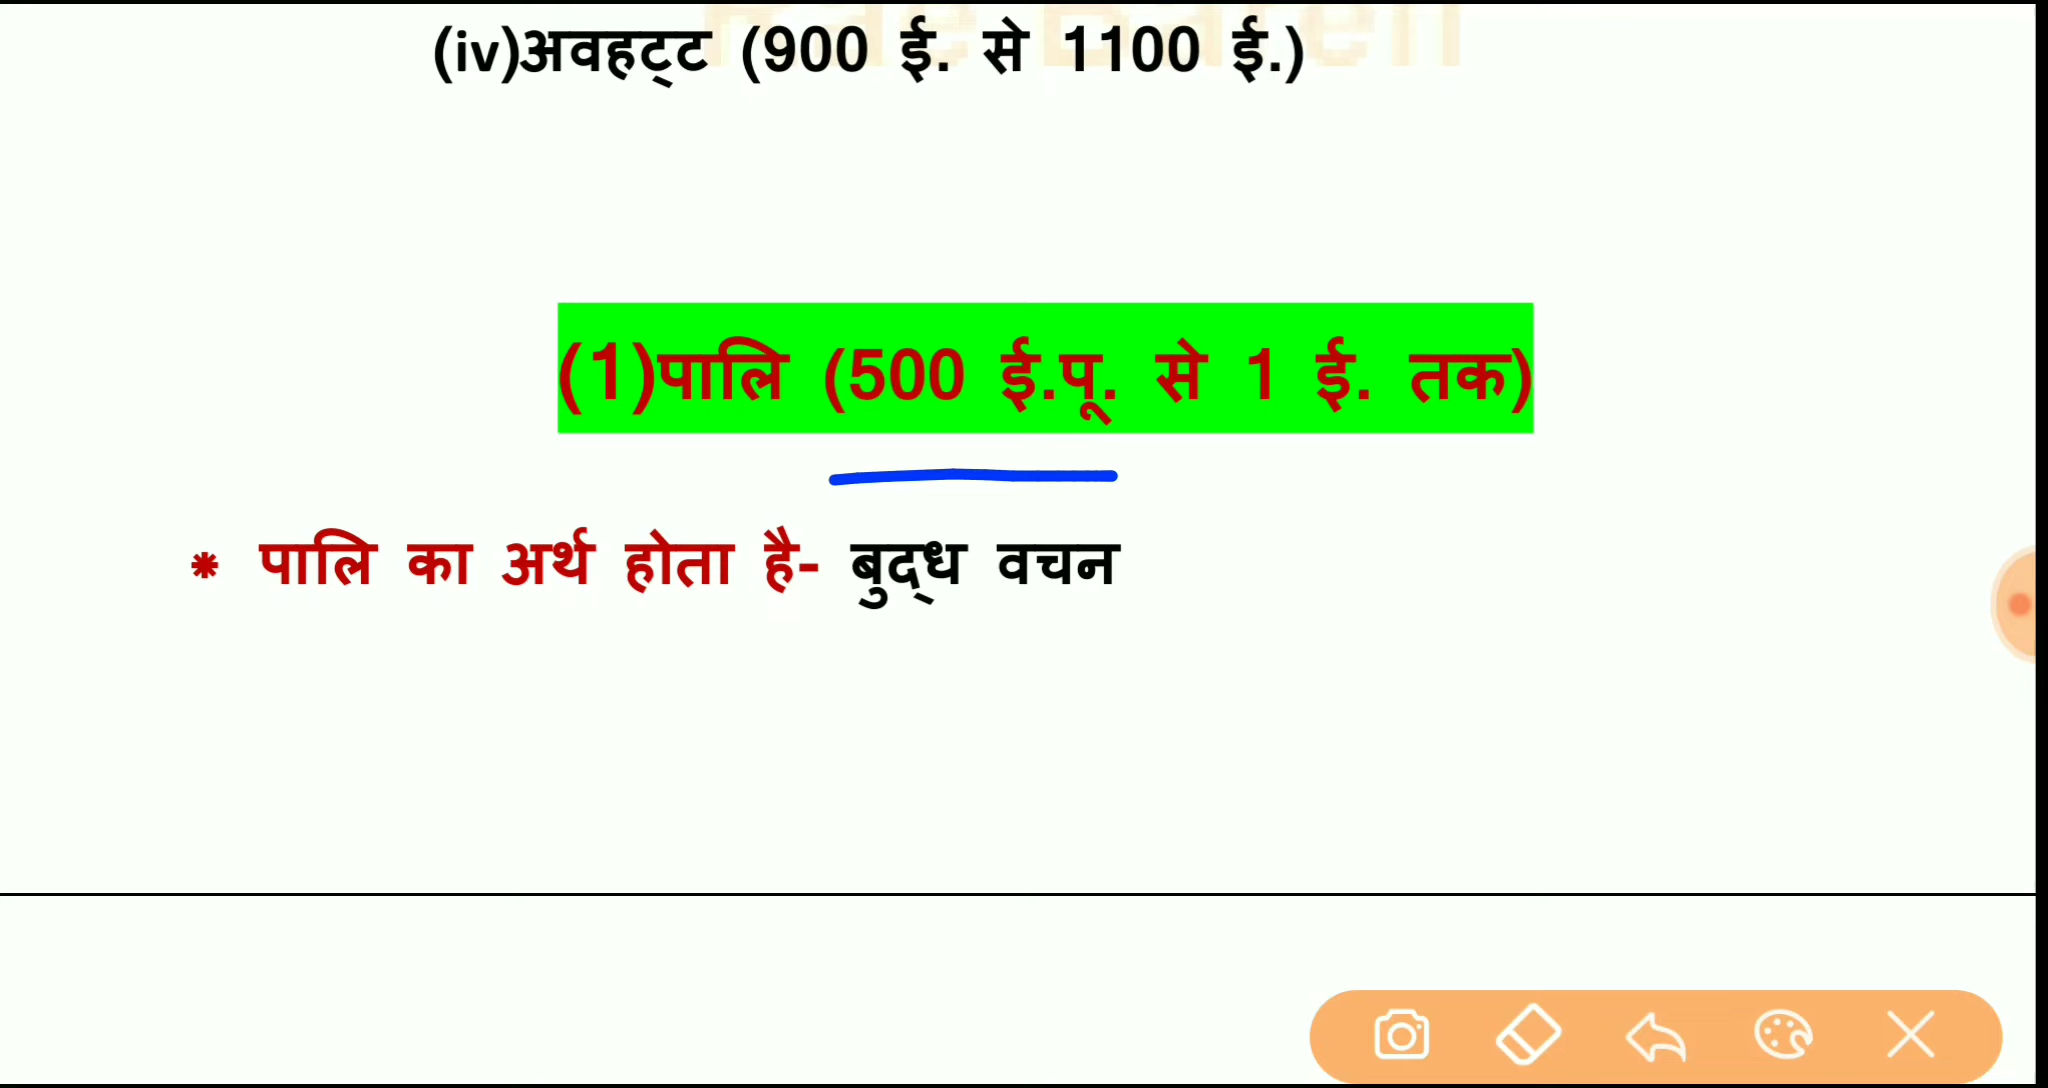 (iv)अवहट्ट (900 ई. से 1100 ई.)
(1)पालि (500 ई.पू. से 1 ई. तक)
* पालि का अर्थ होता है- बुद्ध वचन